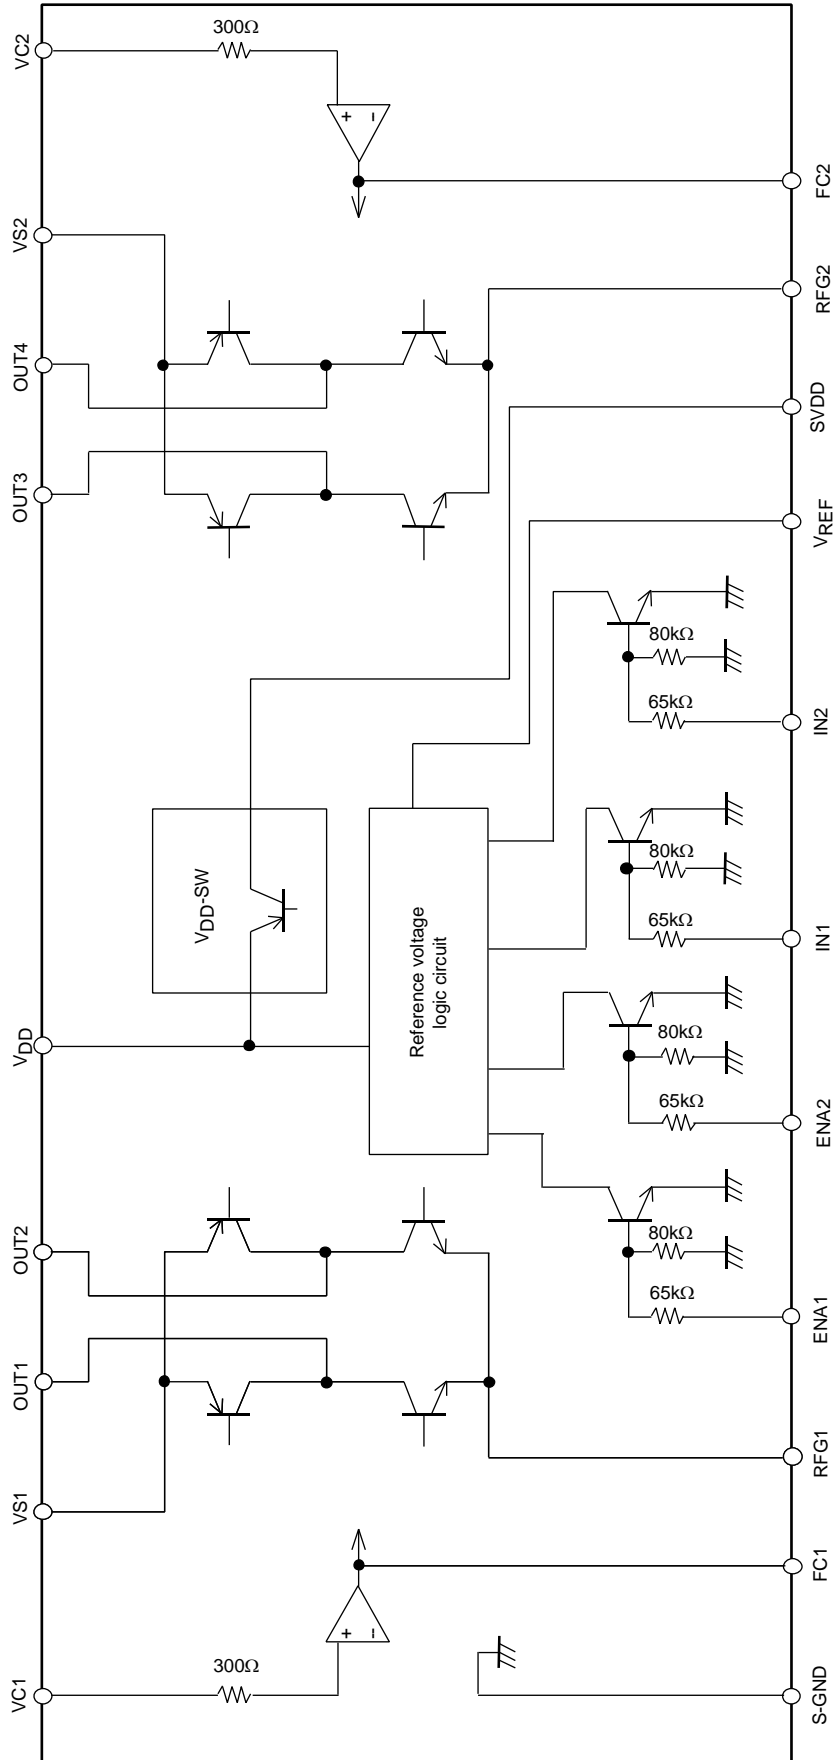 VC2
300Ω
+
−
FC2
VS2
RFG2
OUT4
SVDD
OUT3
VREF
80kΩ
65kΩ
IN2
VDD-SW
80kΩ
65kΩ
IN1
Reference voltage
logic circuit
VDD
80kΩ
65kΩ
ENA2
OUT2
80kΩ
65kΩ
ENA1
OUT1
RFG1
VS1
FC1
+
−
300Ω
VC1
S-GND